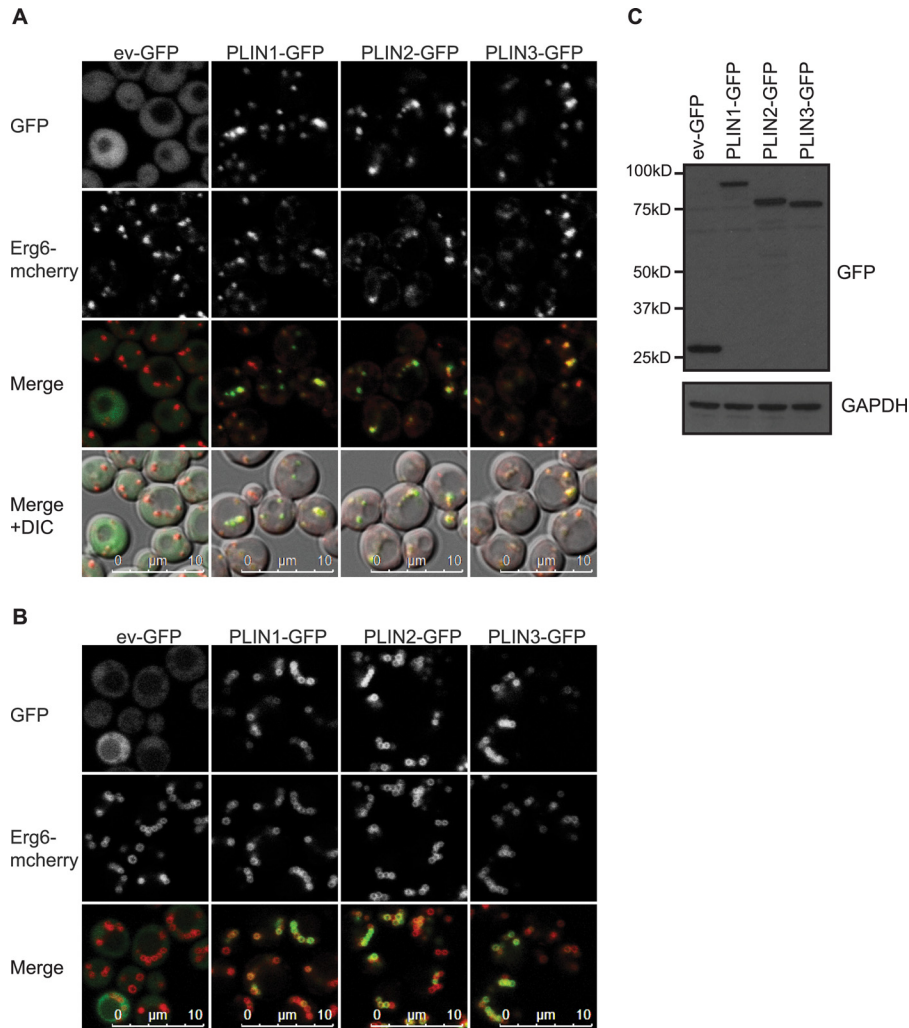 A
ev-GFP PLIN1-GFP PLIN2-GFP PLIN3-GFP
GFP
Erg6-
mcherry
Merge
Merge
+DIC
0 µm 10 0 µm 10 0 µm 10 0 µm 10
B
ev-GFP PLIN1-GFP PLIN2-GFP PLIN3-GFP
GFP
Erg6-
mcherry
Merge
0 µm 10 0 µm 10 0 µm 10 0 µm 10
C
ev-GFP
PLIN1-GFP
PLIN2-GFP
PLIN3-GFP
100kD
75kD
50kD
37kD
25kD
GFP
GAPDH